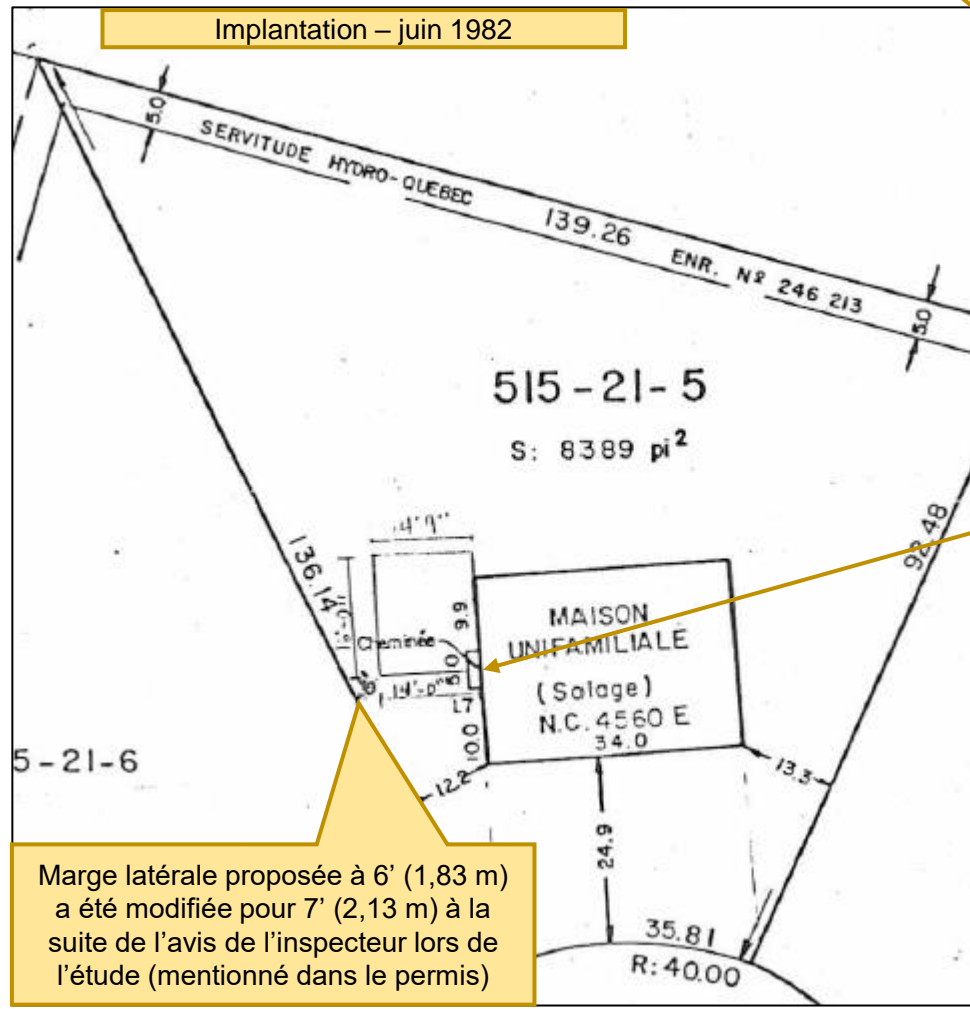 Implantation – juin 1982
5.0
SERVITUDE HYDRO-QUEBEC
139.26
ENR. Nº 246 213
5.0
515-21-5
S: 8389 pi²
92.48
136.14
14'9"
9.9
MAISON
UNIFAMILIALE
Cheminée
5.0
(Solage)
14'-0"
1.7
N.C. 4560 E
34.0
10.0
5-21-6
12.2
13.3
24.9
Marge latérale proposée à 6' (1,83 m)
a été modifiée pour 7' (2,13 m) à la
suite de l'avis de l'inspecteur lors de
l'étude (mentionné dans le permis)
35.81
R: 40.00